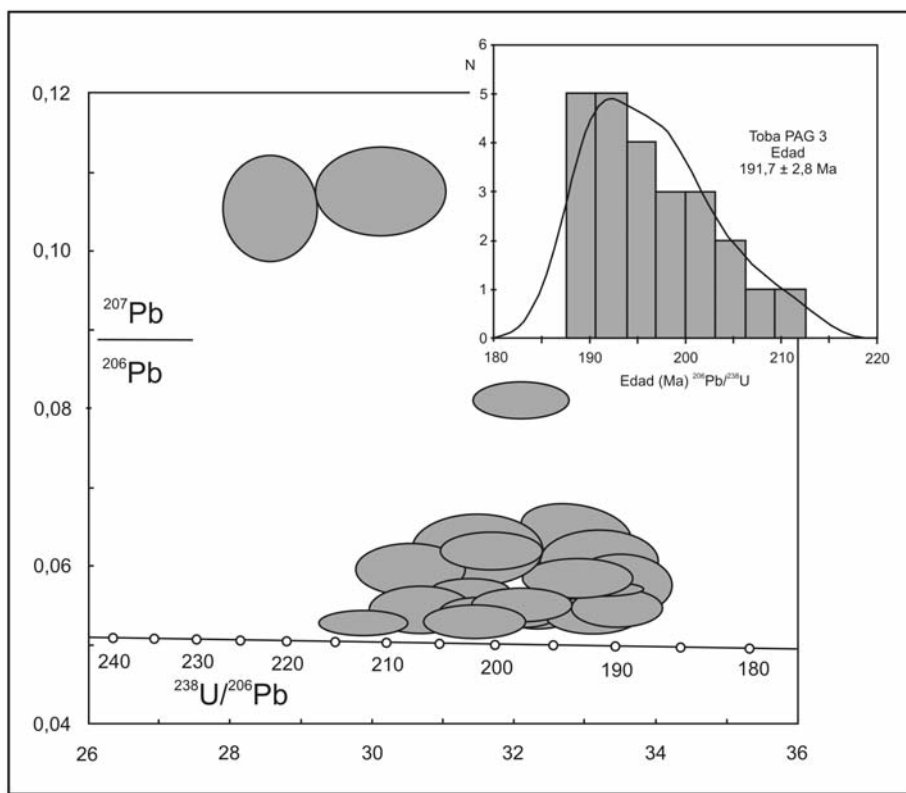 0,12
0,10
0,08
0,06
0,04
²⁰⁷Pb
²⁰⁶Pb
240 230 220 210 200 190 180
²³⁸U/²⁰⁶Pb
26 28 30 32 34 36
N
6
5
4
3
2
1
0
Toba PAG 3
Edad
191,7 ± 2,8 Ma
180 190 200 210 220
Edad (Ma) ²⁰⁶Pb/²³⁸U